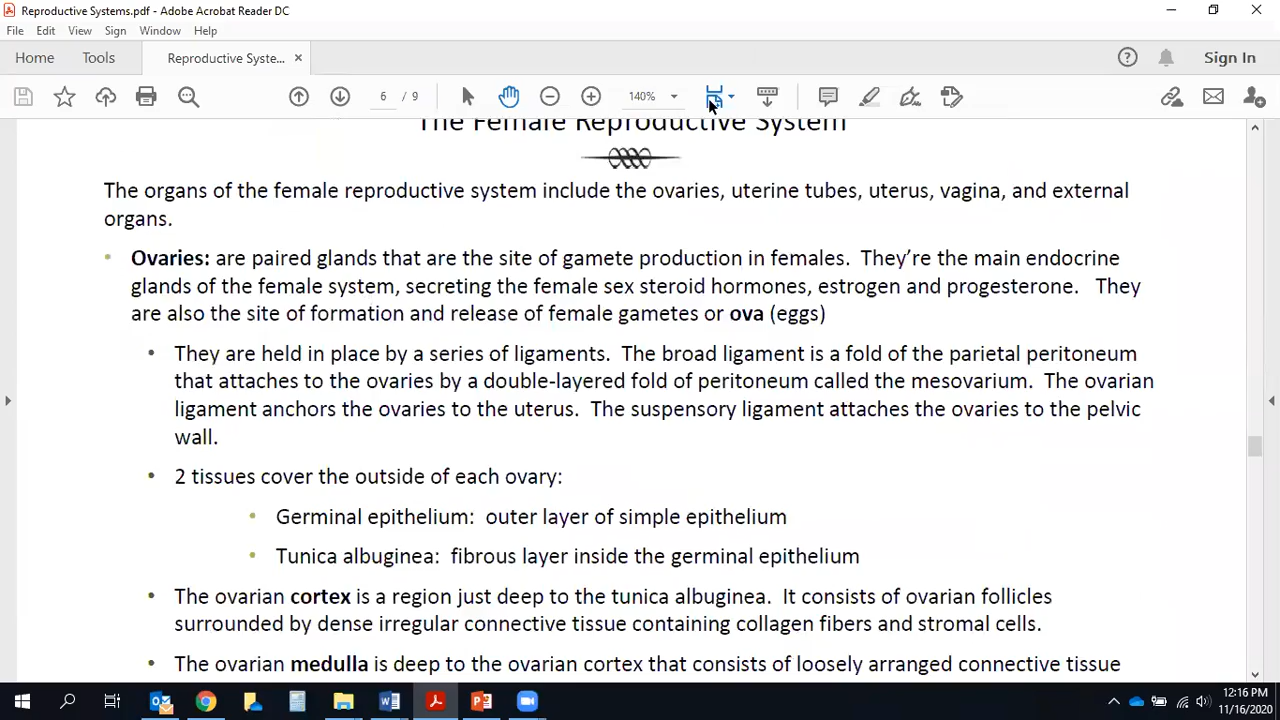 Reproductive Systems.pdf - Adobe Acrobat Reader DC
File Edit View Sign Window Help
Home Tools Reproductive Syste... × Sign In
6 / 9 140%
The Female Reproductive System
The organs of the female reproductive system include the ovaries, uterine tubes, uterus, vagina, and external
organs.
• Ovaries: are paired glands that are the site of gamete production in females. They’re the main endocrine
glands of the female system, secreting the female sex steroid hormones, estrogen and progesterone. They
are also the site of formation and release of female gametes or ova (eggs)
• They are held in place by a series of ligaments. The broad ligament is a fold of the parietal peritoneum
that attaches to the ovaries by a double-layered fold of peritoneum called the mesovarium. The ovarian
ligament anchors the ovaries to the uterus. The suspensory ligament attaches the ovaries to the pelvic
wall.
• 2 tissues cover the outside of each ovary:
• Germinal epithelium: outer layer of simple epithelium
• Tunica albuginea: fibrous layer inside the germinal epithelium
• The ovarian cortex is a region just deep to the tunica albuginea. It consists of ovarian follicles
surrounded by dense irregular connective tissue containing collagen fibers and stromal cells.
• The ovarian medulla is deep to the ovarian cortex that consists of loosely arranged connective tissue
12:16 PM
11/16/2020